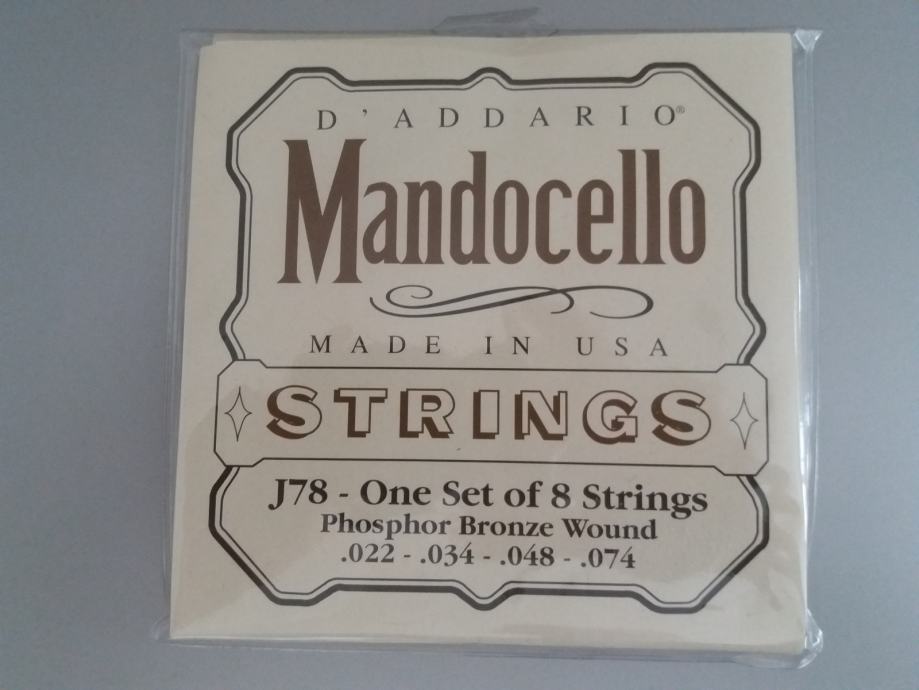 D'ADDARIO®
Mandocello
MADE IN USA
STRINGS
J78 - One Set of 8 Strings
Phosphor Bronze Wound
.022 - .034 - .048 - .074